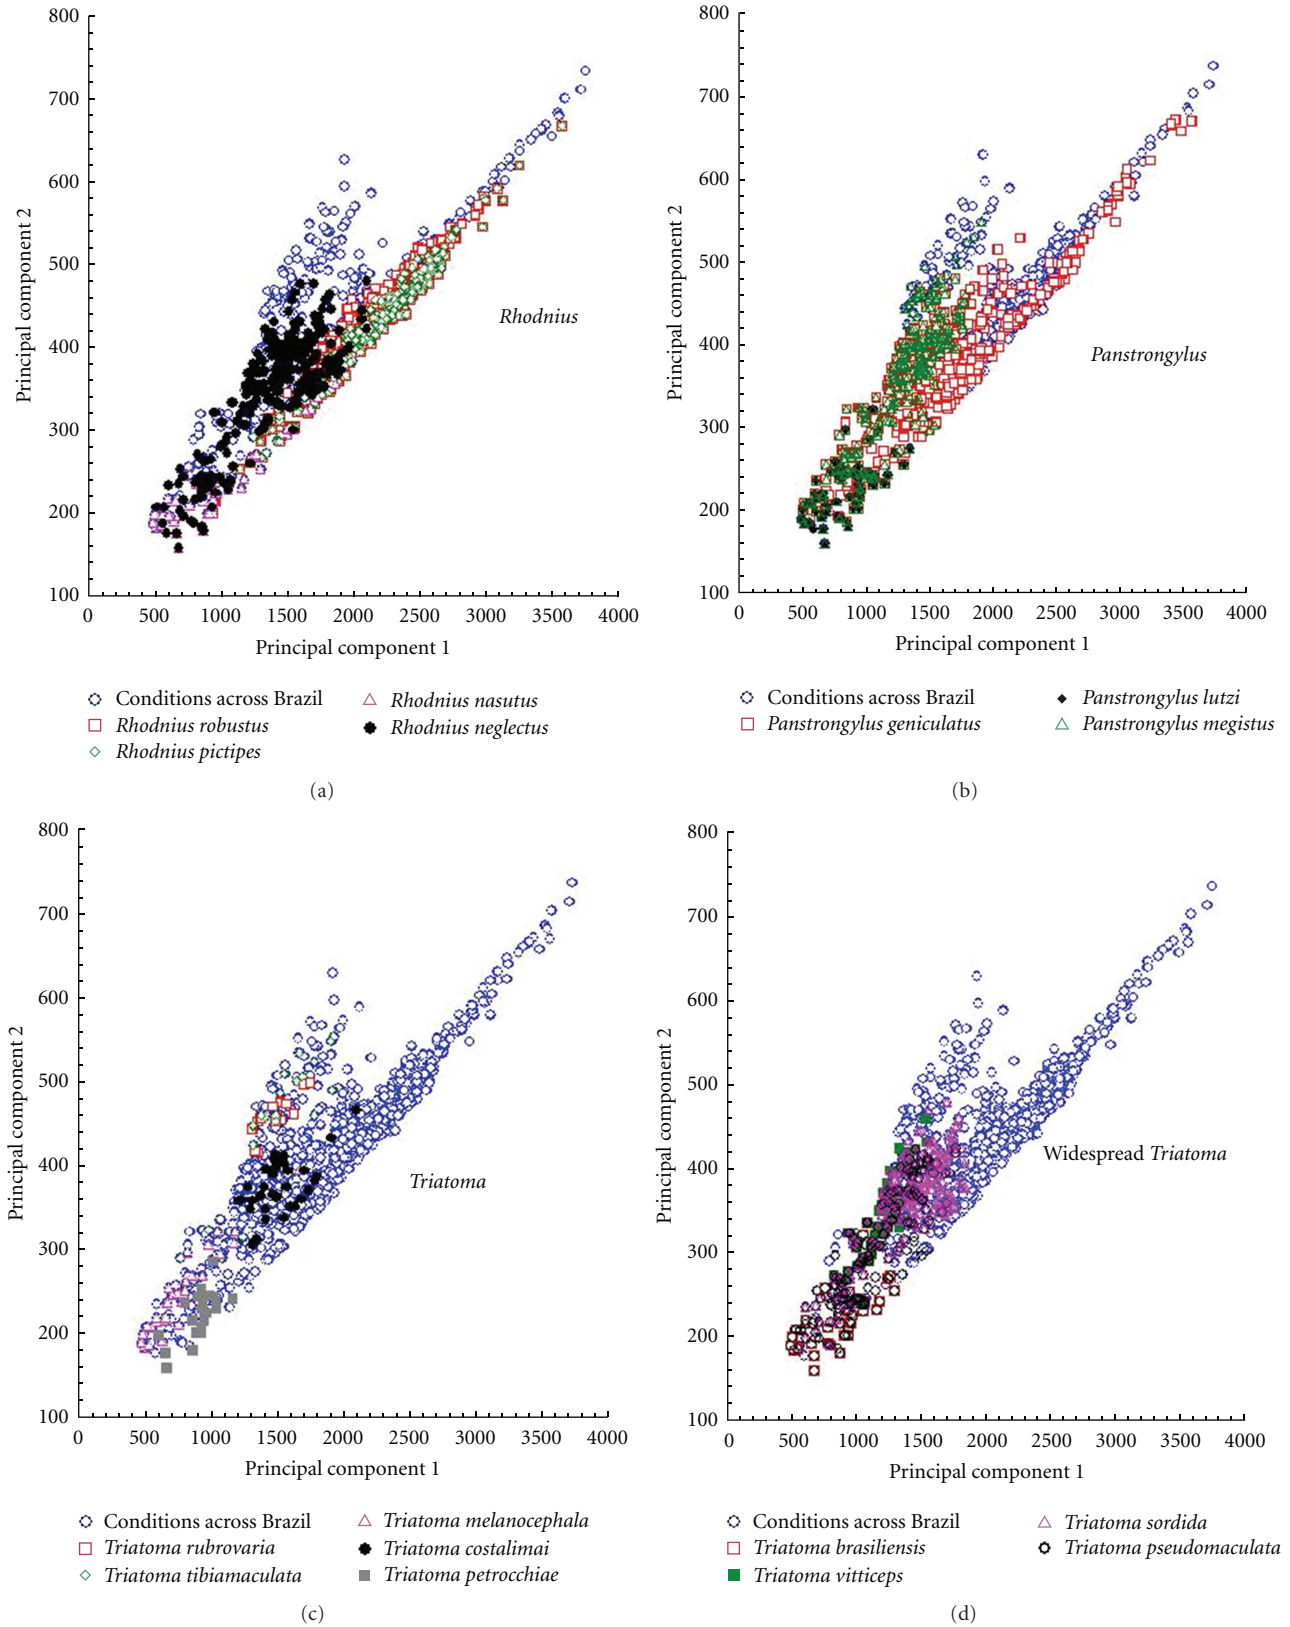 800
700
600
500
400
300
200
100
0 500 1000 1500 2000 2500 3000 3500 4000
Principal component 2
Principal component 1
Rhodnius
Conditions across Brazil
Rhodnius robustus
Rhodnius pictipes
Rhodnius nasutus
Rhodnius neglectus
(a)
800
700
600
500
400
300
200
100
0 500 1000 1500 2000 2500 3000 3500 4000
Principal component 2
Principal component 1
Panstrongylus
Conditions across Brazil
Panstrongylus geniculatus
Panstrongylus lutzi
Panstrongylus megistus
(b)
800
700
600
500
400
300
200
100
0 500 1000 1500 2000 2500 3000 3500 4000
Principal component 2
Principal component 1
Triatoma
Conditions across Brazil
Triatoma rubrovaria
Triatoma tibiamaculata
Triatoma melanocephala
Triatoma costalimai
Triatoma petrocchiae
(c)
800
700
600
500
400
300
200
100
0 500 1000 1500 2000 2500 3000 3500 4000
Principal component 2
Principal component 1
Widespread Triatoma
Conditions across Brazil
Triatoma brasiliensis
Triatoma vitticeps
Triatoma sordida
Triatoma pseudomaculata
(d)